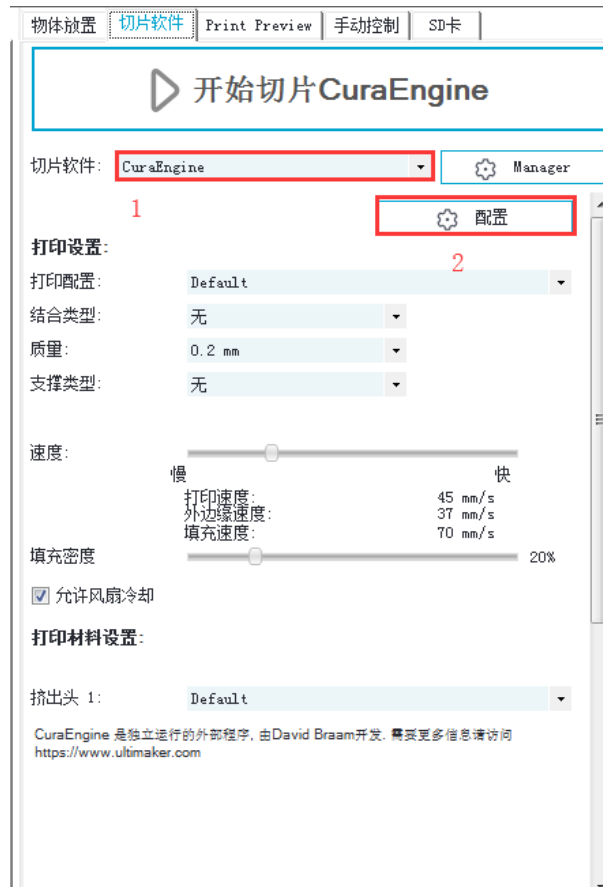 物体放置 切片软件 Print Preview 手动控制 SD卡
开始切片CuraEngine
切片软件: CuraEngine Manager
1
配置
2
打印设置:
打印配置: Default
结合类型: 无
质量: 0.2 mm
支撑类型: 无
速度:
慢 快
打印速度: 45 mm/s
外边缘速度: 37 mm/s
填充速度: 70 mm/s
填充密度 20%
允许风扇冷却
打印材料设置:
挤出头 1: Default
CuraEngine 是独立运行的外部程序, 由David Braam开发. 需要更多信息请访问
https://www.ultimaker.com